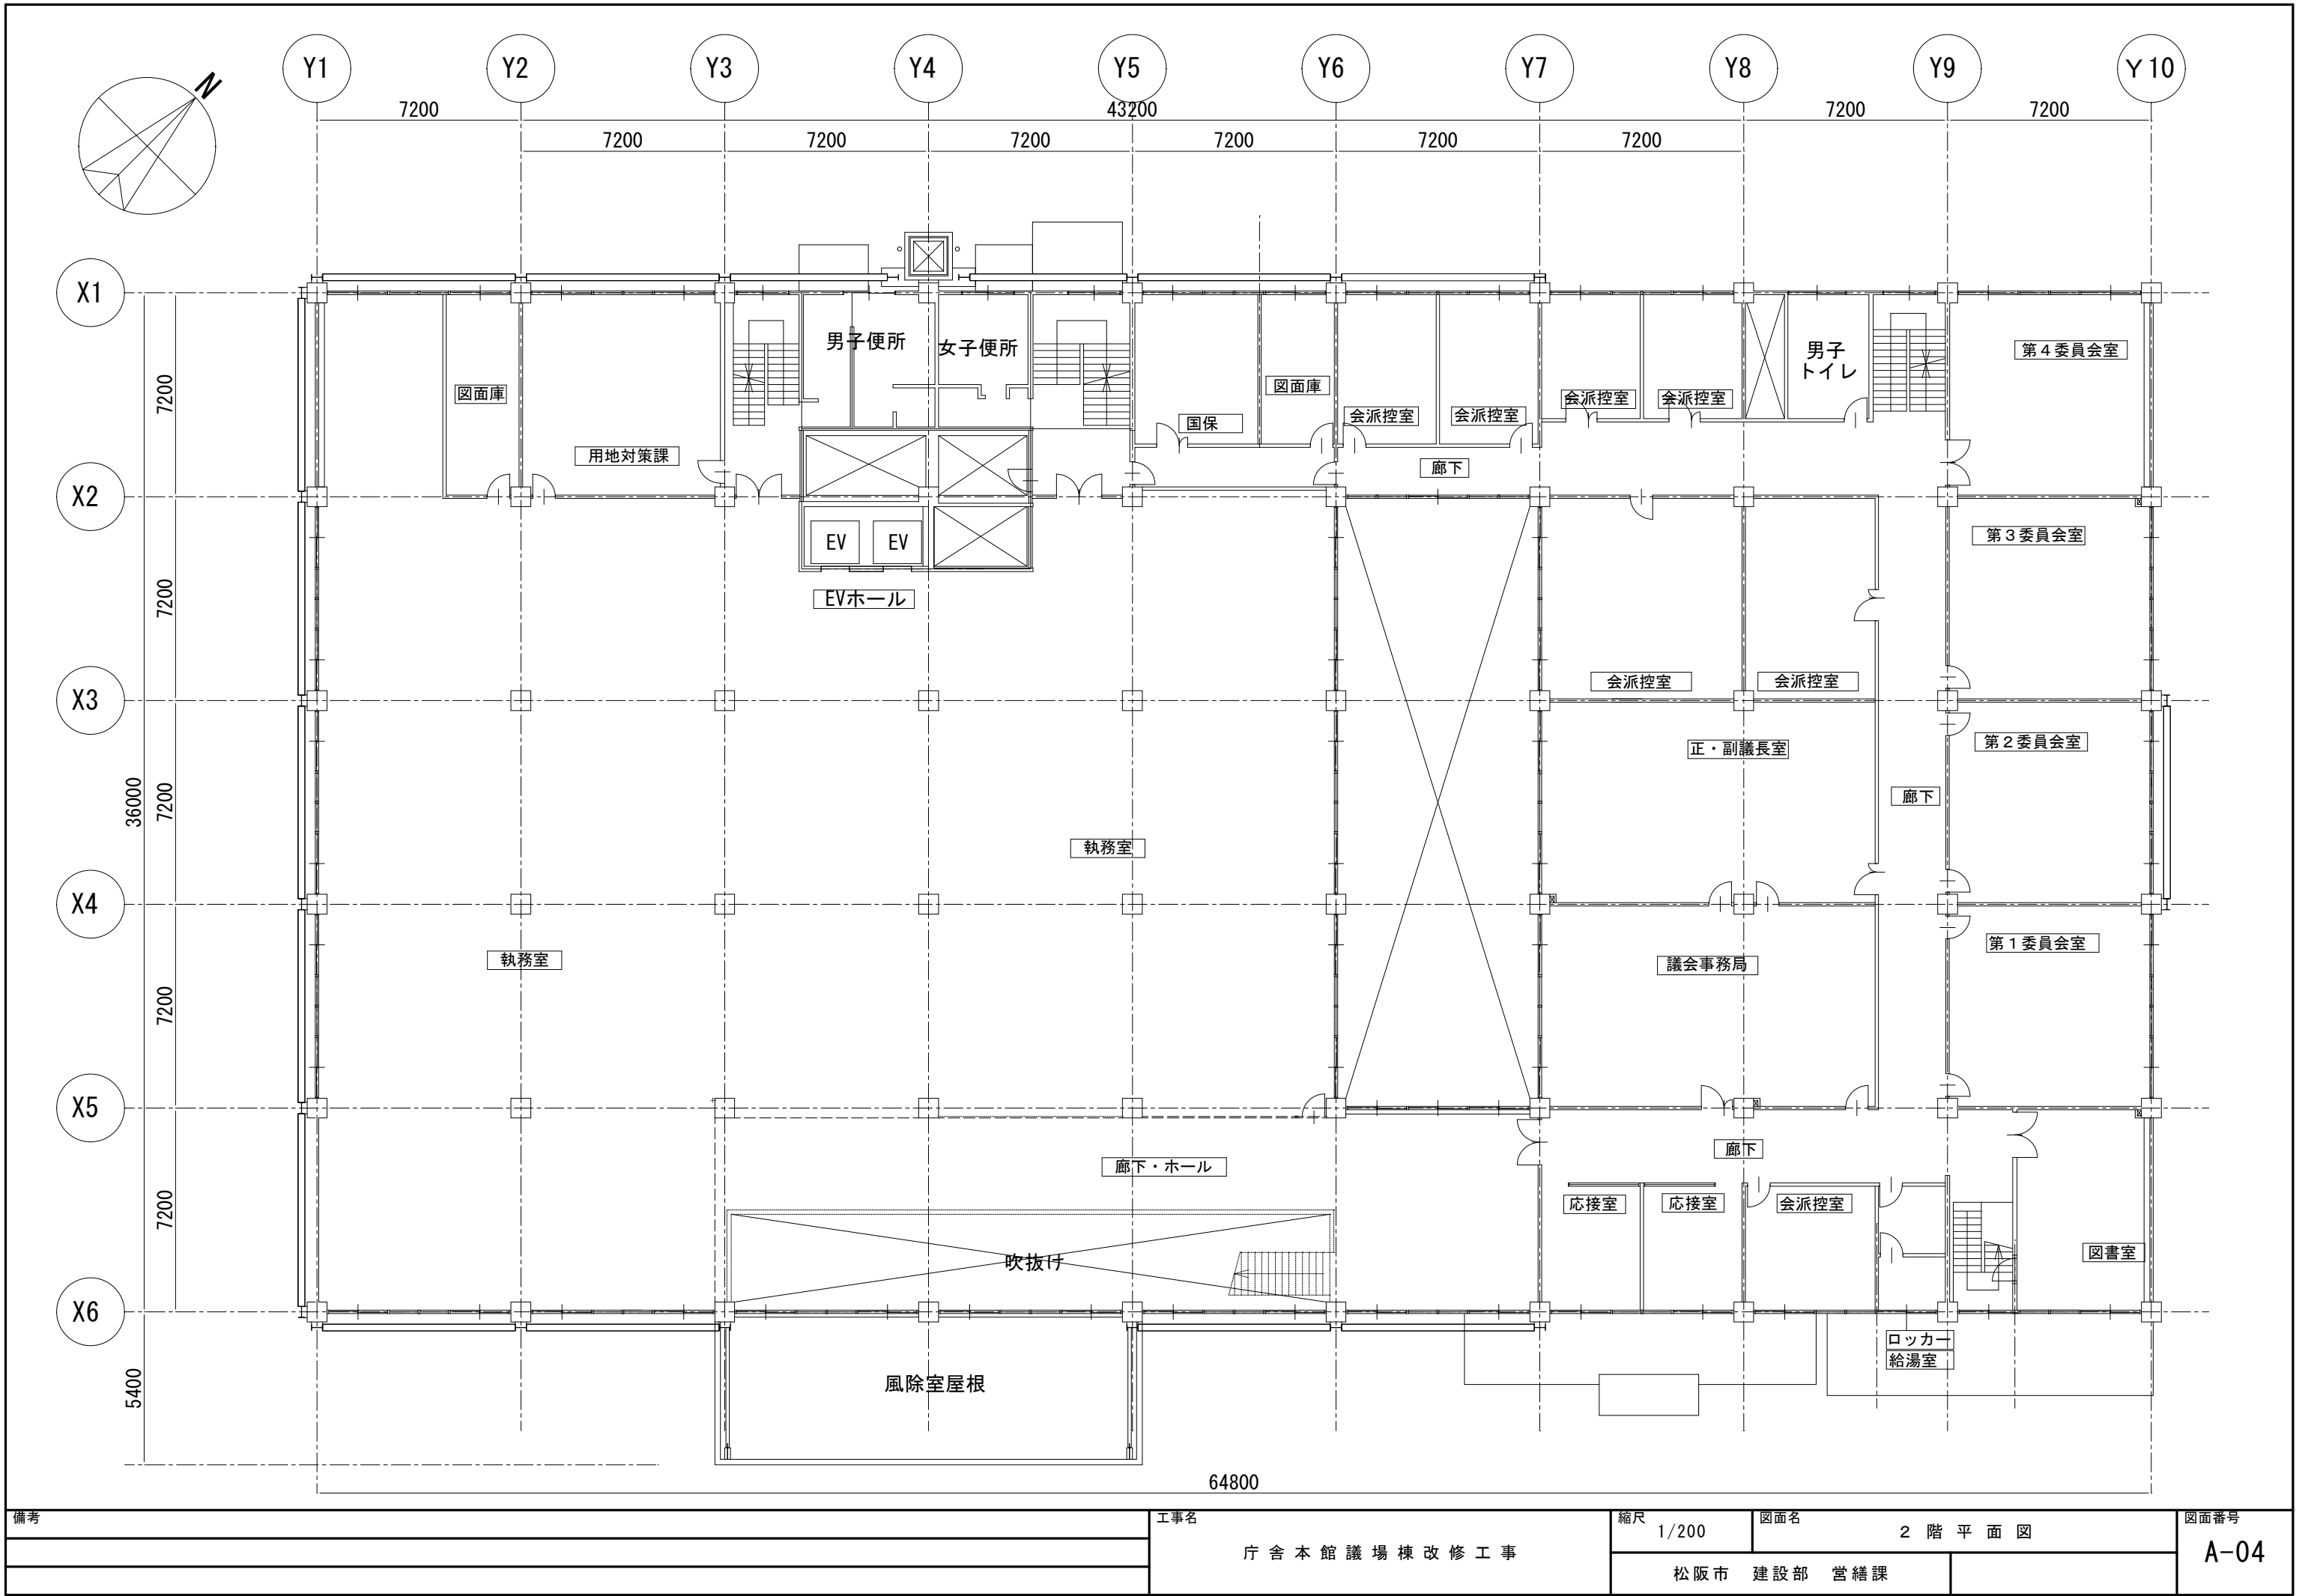 N
Y1 Y2 Y3 Y4 Y5 Y6 Y7 Y8 Y9 Y10
7200 43200 7200 7200
7200 7200 7200 7200 7200 7200
X1
X2
X3
X4
X5
X6
7200
7200
7200
7200
7200
36000
5400
男子便所
女子便所
男子
トイレ
第４委員会室
図面庫
図面庫
会派控室
会派控室
会派控室
会派控室
国保
用地対策課
廊下
EV
EV
第３委員会室
EVホール
会派控室
会派控室
正・副議長室
第２委員会室
廊下
執務室
執務室
議会事務局
第１委員会室
廊下・ホール
廊下
応接室
応接室
会派控室
図書室
吹抜け
ロッカー
給湯室
風除室屋根
64800
備考
工事名
庁舎本館議場棟改修工事
縮尺
1/200
図面名
２階平面図
松阪市 建設部 営繕課
図面番号
A-04